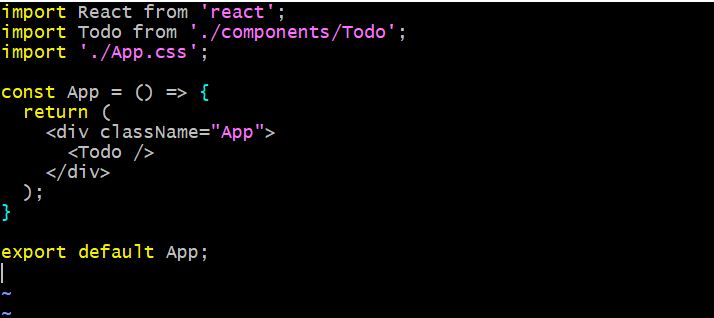 import React from 'react';
import Todo from './components/Todo';
import './App.css';

const App = () => {
  return (
    <div className="App">
      <Todo />
    </div>
  );
}

export default App;

~
~